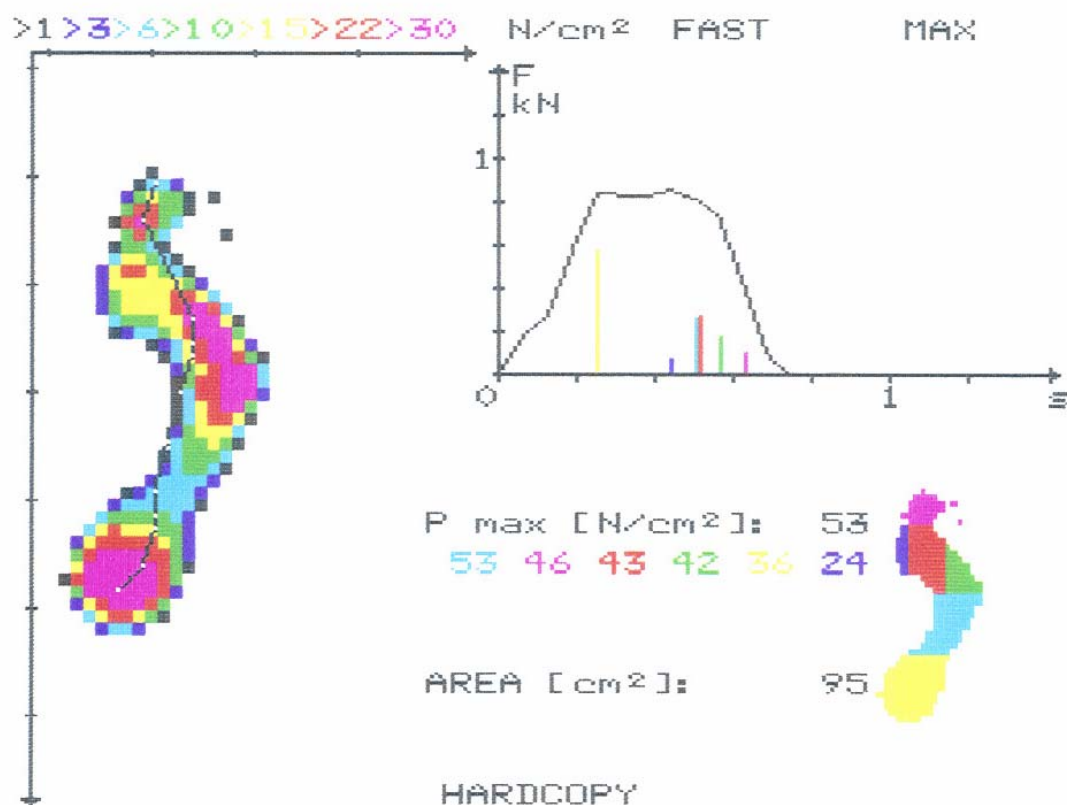 >1>3>6>10>15>22>30 N/cm² FAST MAX
F
kN
1
0 1 s
P max [N/cm²]: 53
53 46 43 42 36 24
AREA [cm²]: 95
HARDCOPY